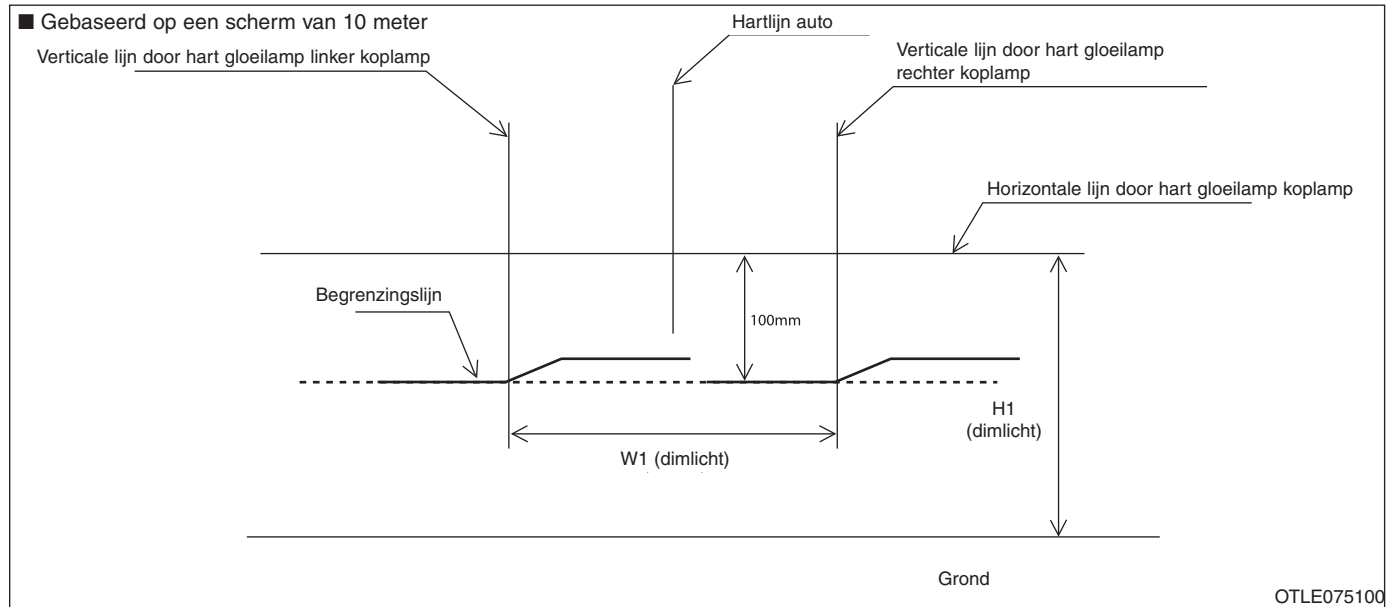 ■ Gebaseerd op een scherm van 10 meter
Hartlijn auto
Verticale lijn door hart gloeilamp linker koplamp
Verticale lijn door hart gloeilamp
rechter koplamp
Horizontale lijn door hart gloeilamp koplamp
Begrenzingslijn
100mm
H1
(dimlicht)
W1 (dimlicht)
Grond
OTLE075100